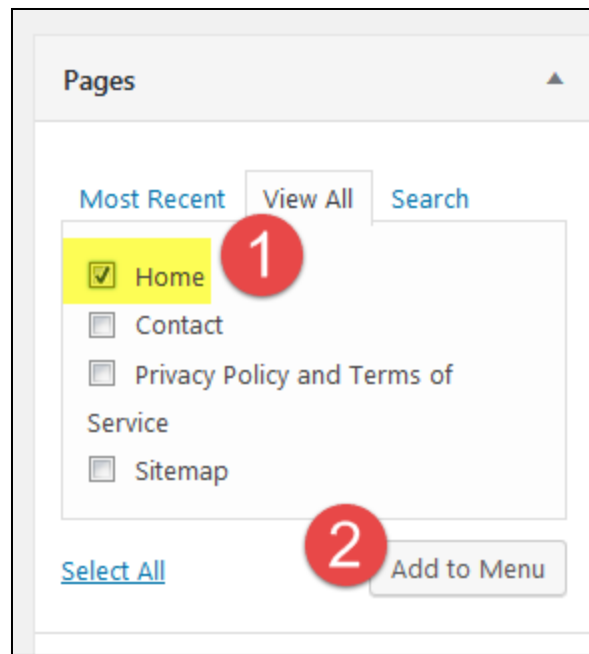 Pages
Most Recent View All Search
1
Home
Contact
Privacy Policy and Terms of
Service
Sitemap
2
Select All Add to Menu